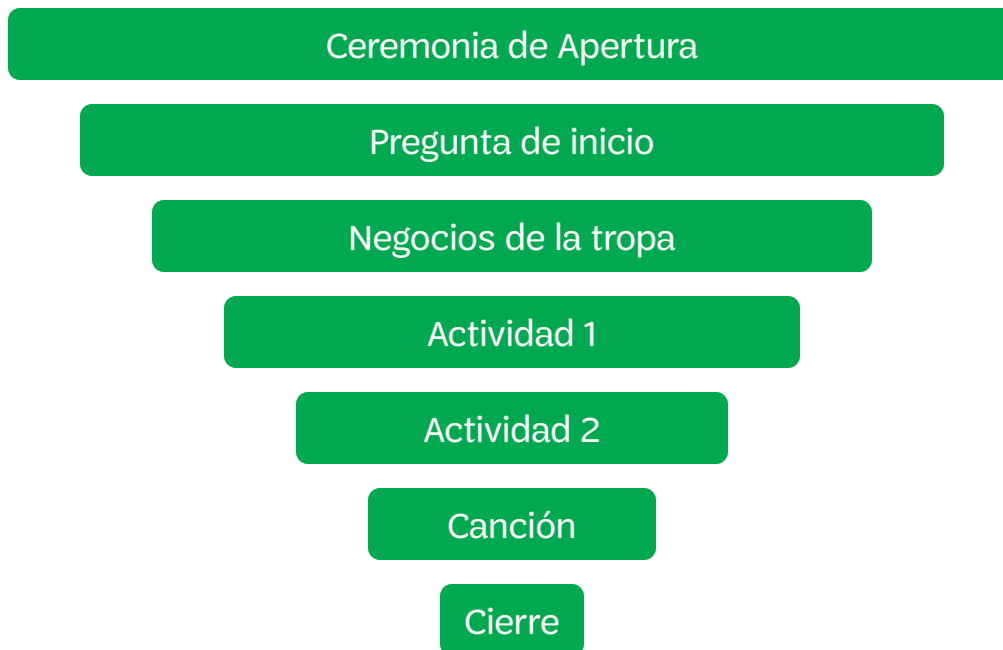 Ceremonia de Apertura
Pregunta de inicio
Negocios de la tropa
Actividad 1
Actividad 2
Canción
Cierre